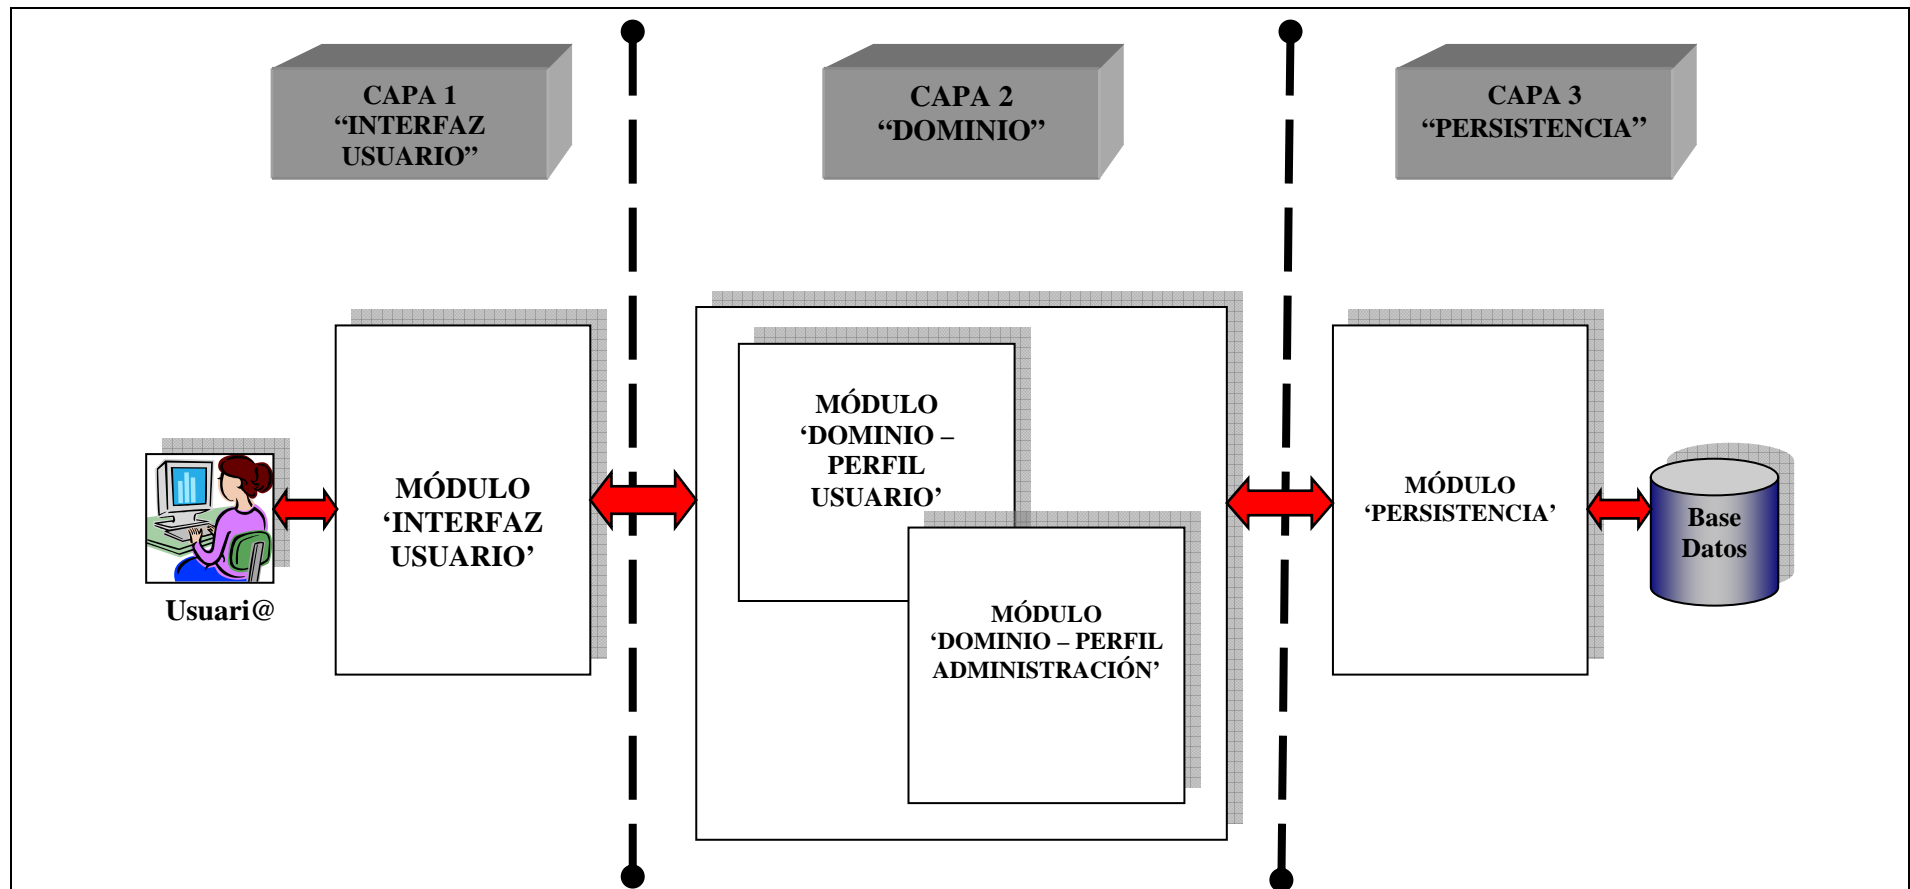 CAPA 1
“INTERFAZ
USUARIO”
CAPA 2
“DOMINIO”
CAPA 3
“PERSISTENCIA”
Usuari@
MÓDULO
‘INTERFAZ
USUARIO’
MÓDULO
‘DOMINIO –
PERFIL
USUARIO’
MÓDULO
‘DOMINIO – PERFIL
ADMINISTRACIÓN’
MÓDULO
‘PERSISTENCIA’
Base
Datos